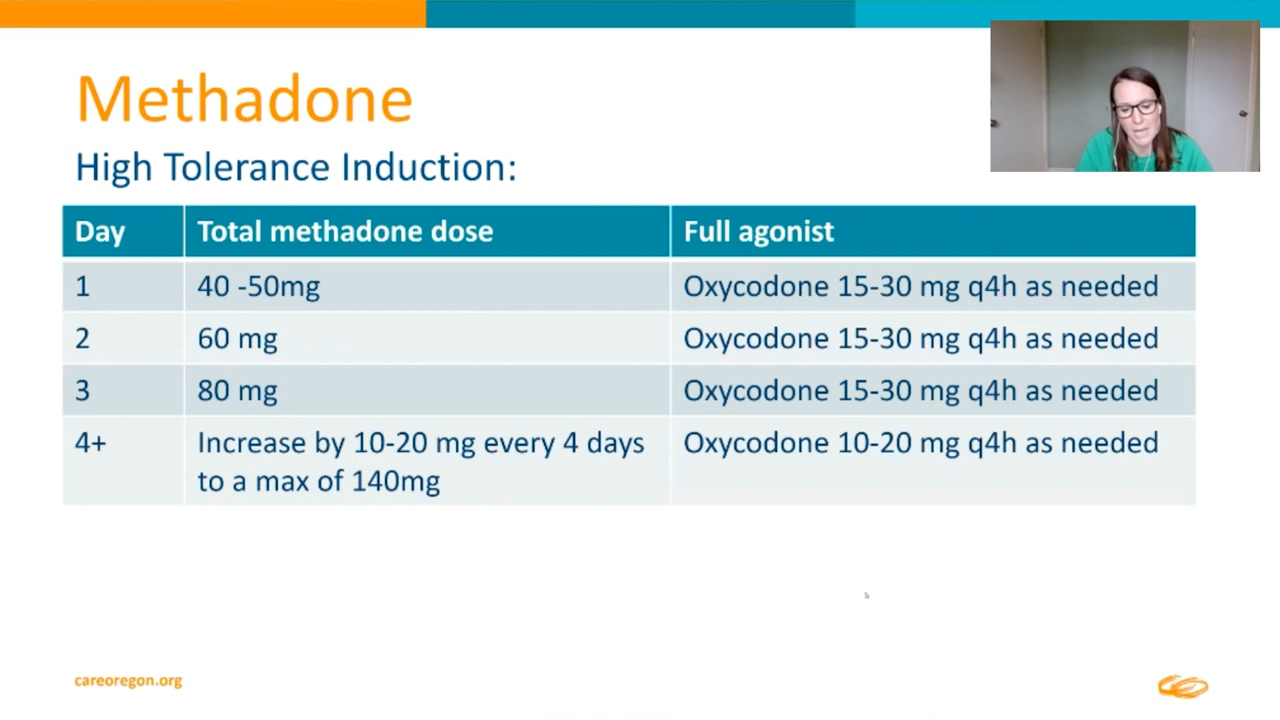 Methadone
High Tolerance Induction:
Day Total methadone dose Full agonist
1 40 -50mg Oxycodone 15-30 mg q4h as needed
2 60 mg Oxycodone 15-30 mg q4h as needed
3 80 mg Oxycodone 15-30 mg q4h as needed
4+ Increase by 10-20 mg every 4 days Oxycodone 10-20 mg q4h as needed
to a max of 140mg
careoregon.org